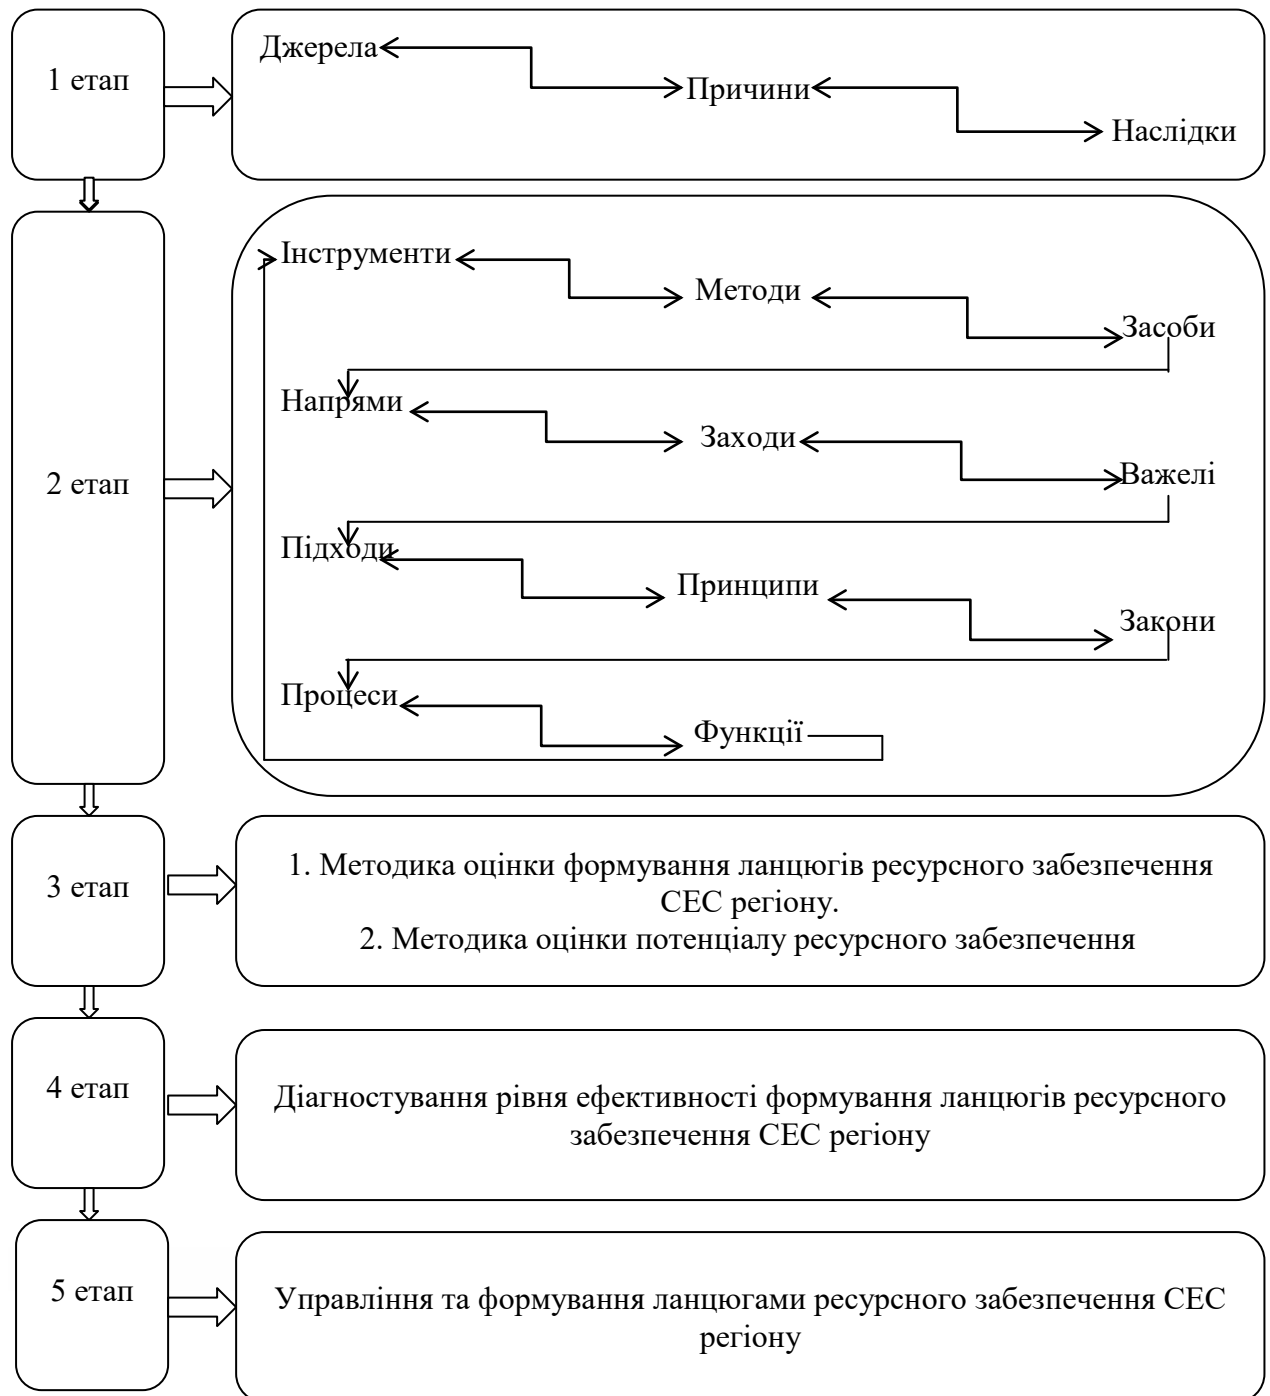 1 етап
Джерела
Причини
Наслідки
2 етап
Інструменти
Методи
Засоби
Напрями
Заходи
Важелі
Підходи
Принципи
Закони
Процеси
Функції
3 етап
1. Методика оцінки формування ланцюгів ресурсного забезпечення
СЕС регіону.
2. Методика оцінки потенціалу ресурсного забезпечення
4 етап
Діагностування рівня ефективності формування ланцюгів ресурсного
забезпечення СЕС регіону
5 етап
Управління та формування ланцюгами ресурсного забезпечення СЕС
регіону